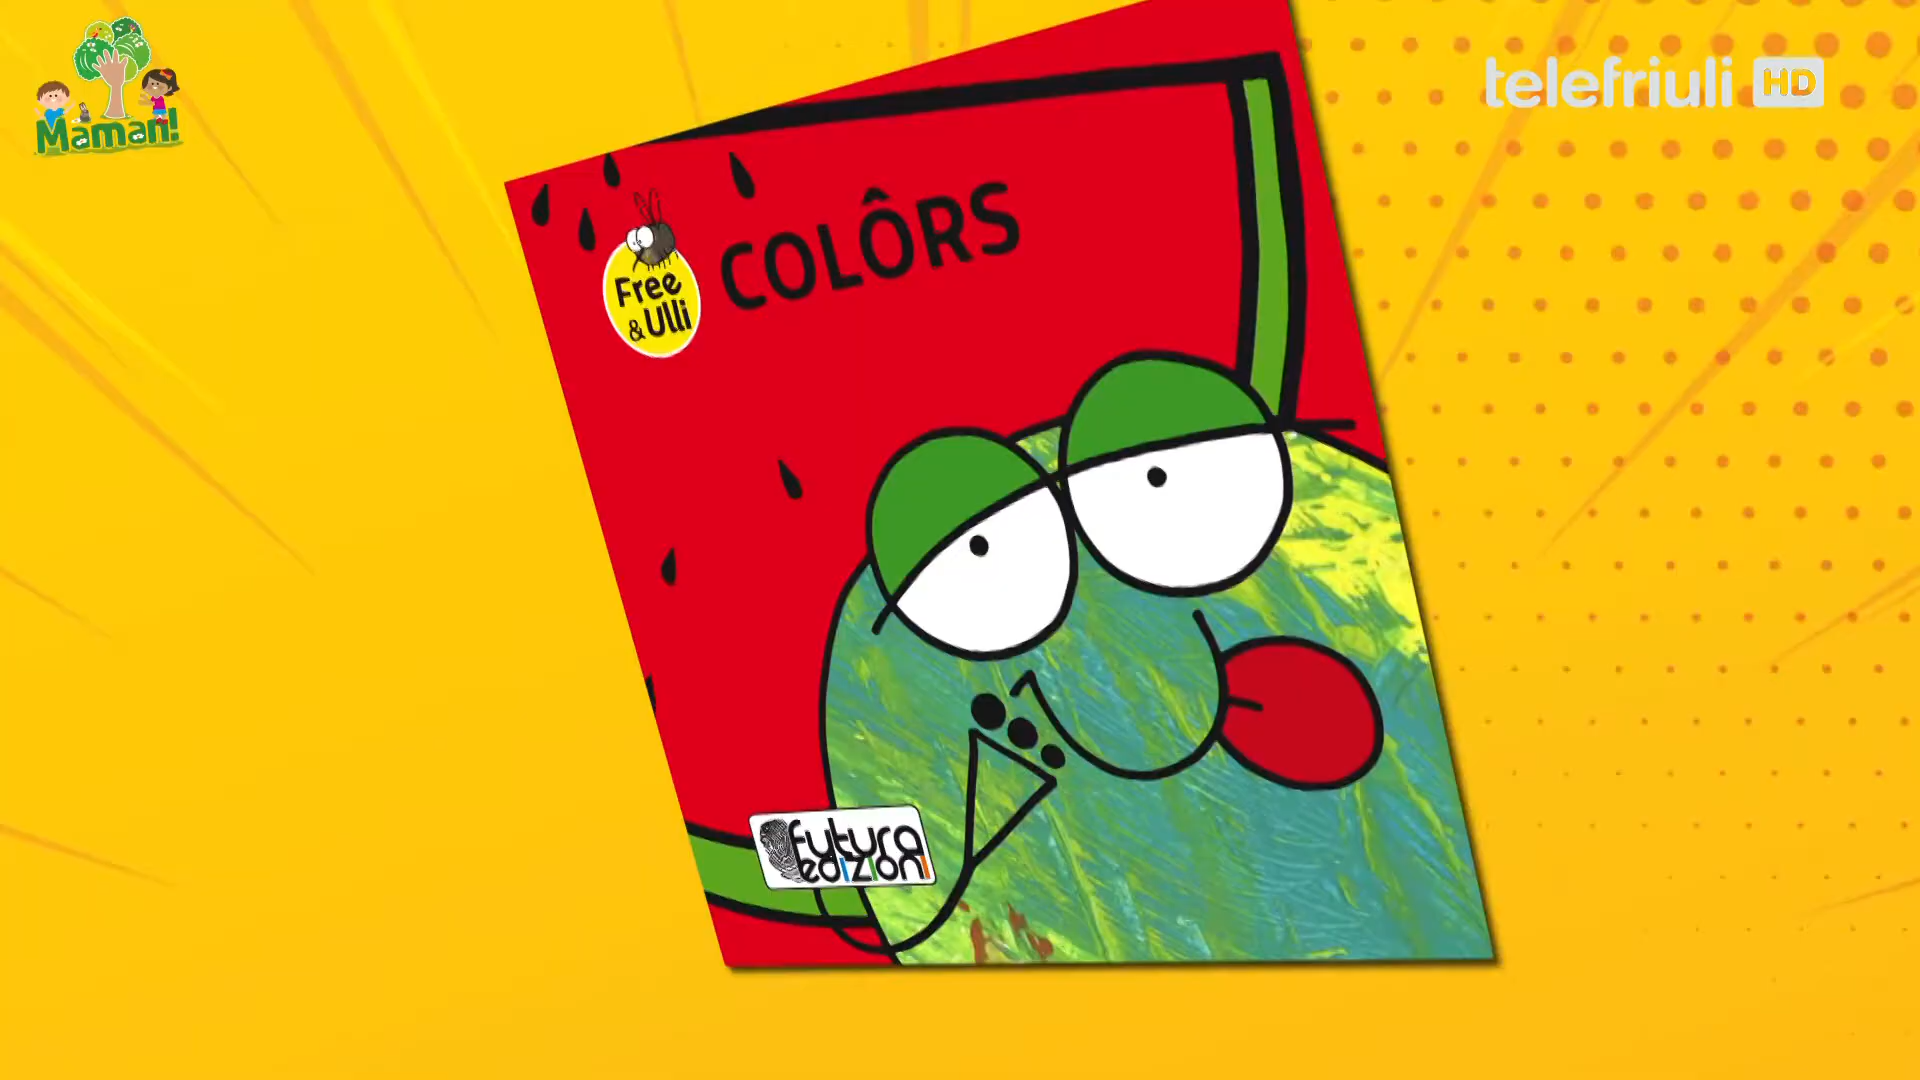 Maman!
telefriuli HD
COLÔRS
Free
& Ulli
futura
edizioni